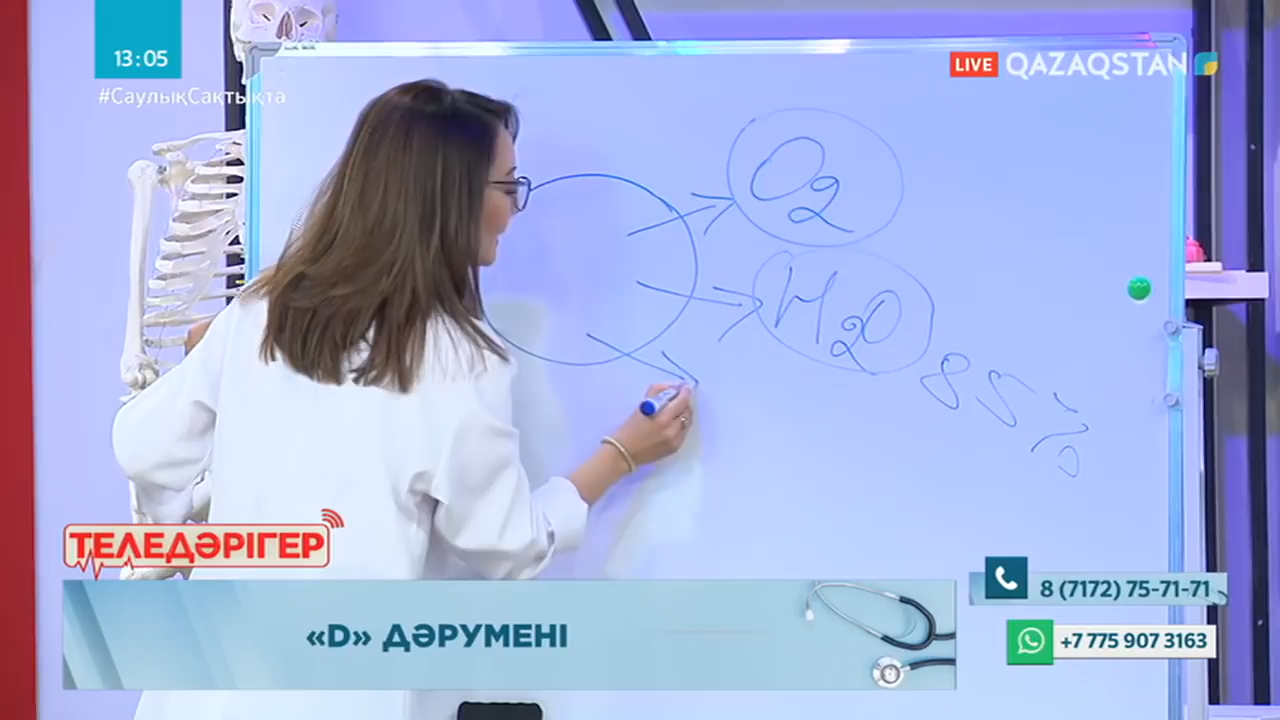 13:05
#СаулықСақтықта
LIVE QAZAQSTAN
O2
H2O
85%
ТЕЛЕДӘРІГЕР
«D» ДӘРУМЕНІ
8 (7172) 75-71-71
+7 775 907 3163